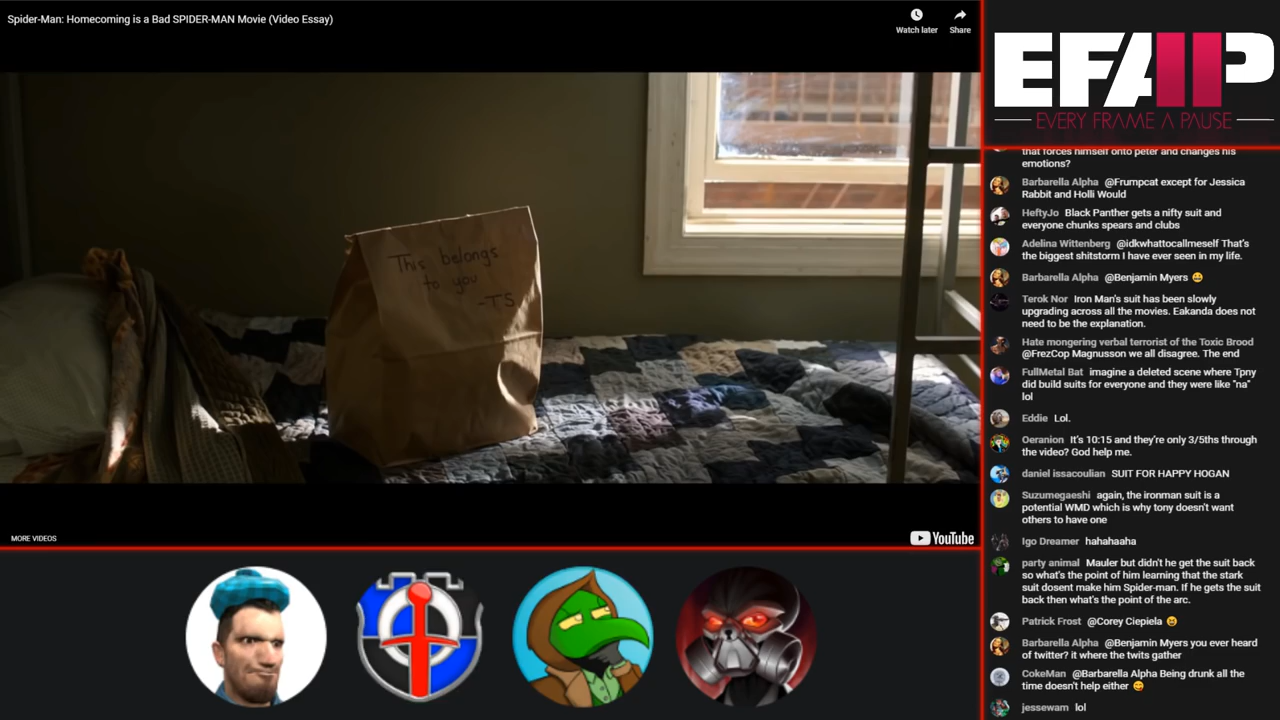 Spider-Man: Homecoming is a Bad SPIDER-MAN Movie (Video Essay)
Watch later
Share
This belongs
to you
-TS
MORE VIDEOS
YouTube
EFAP
EVERY FRAME A PAUSE
that forces himself onto peter and changes his
emotions?
Barbarella Alpha @Frumpcat except for Jessica
Rabbit and Holli Would
HeftyJo Black Panther gets a nifty suit and
everyone chunks spears and clubs
Adelina Wittenberg @idkwhattocallmeself That's
the biggest shitstorm I have ever seen in my life.
Barbarella Alpha @Benjamin Myers 😀
Terok Nor Iron Man's suit has been slowly
upgrading across all the movies. Eakanda does not
need to be the explanation.
Hate mongering verbal terrorist of the Toxic Brood
@FrezCop Magnusson we all disagree. The end
FullMetal Bat imagine a deleted scene where Tpny
did build suits for everyone and they were like "na"
lol
Eddie Lol.
Oeranion It's 10:15 and they're only 3/5ths through
the video? God help me.
daniel issacoulian SUIT FOR HAPPY HOGAN
Suzumegaeshi again, the ironman suit is a
potential WMD which is why tony doesn't want
others to have one
Igo Dreamer hahahaaha
party animal Mauler but didn't he get the suit back
so what's the point of him learning that the stark
suit dosent make him Spider-man. If he gets the suit
back then what's the point of the arc.
Patrick Frost @Corey Ciepiela 😆
Barbarella Alpha @Benjamin Myers you ever heard
of twitter? it where the twits gather
CokeMan @Barbarella Alpha Being drunk all the
time doesn't help either 😋
jessewam lol